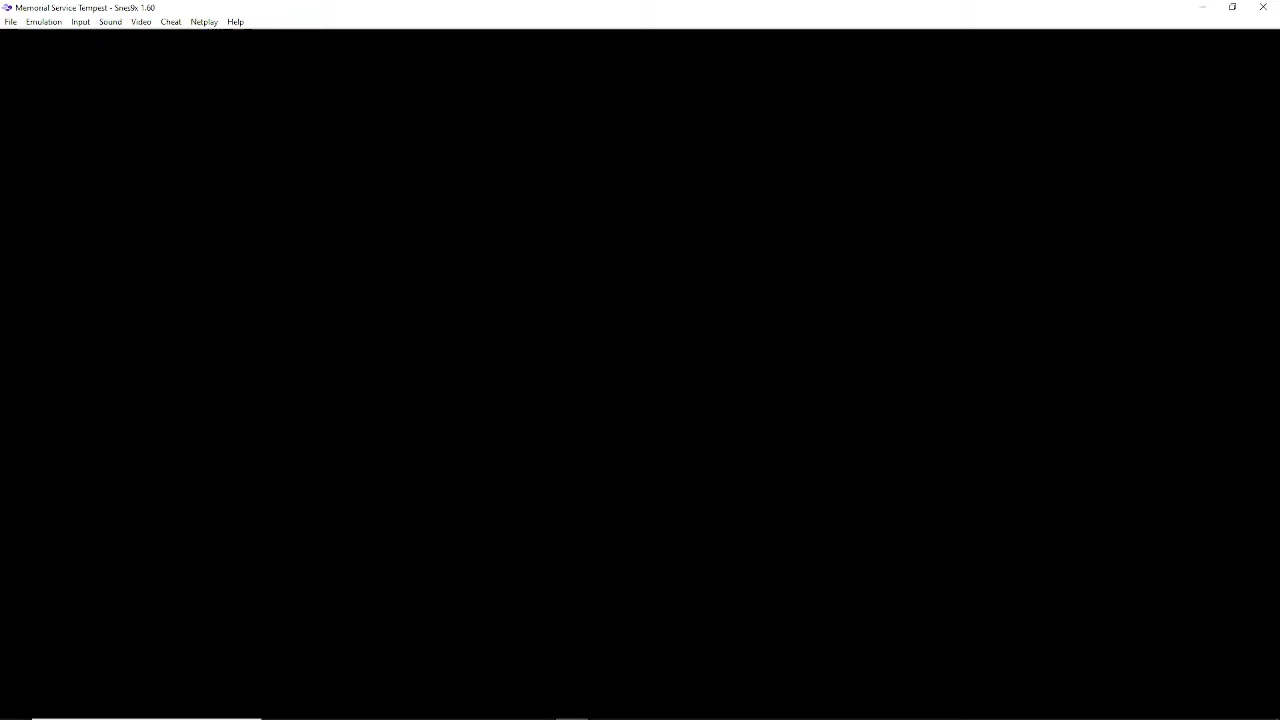 Memorial Service Tempest - Snes9x 1.60
File Emulation Input Sound Video Cheat Netplay Help